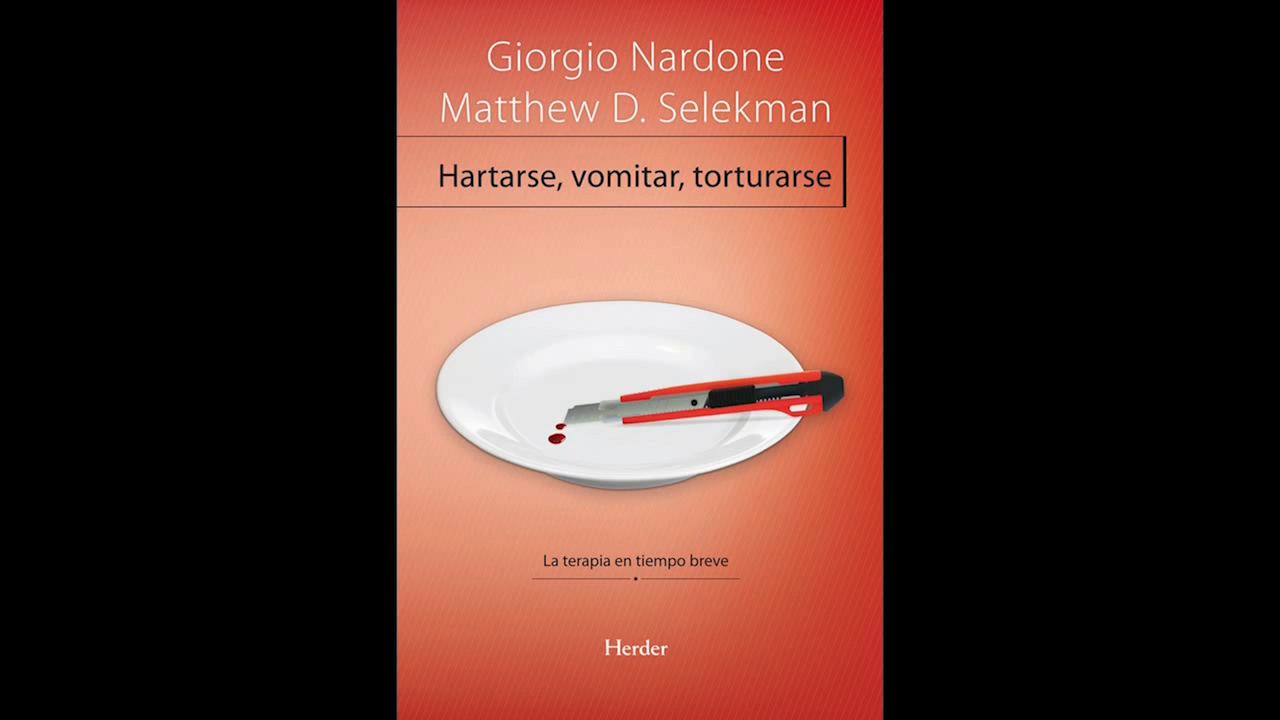 Giorgio Nardone
Matthew D. Selekman
Hartarse, vomitar, torturarse
La terapia en tiempo breve
Herder